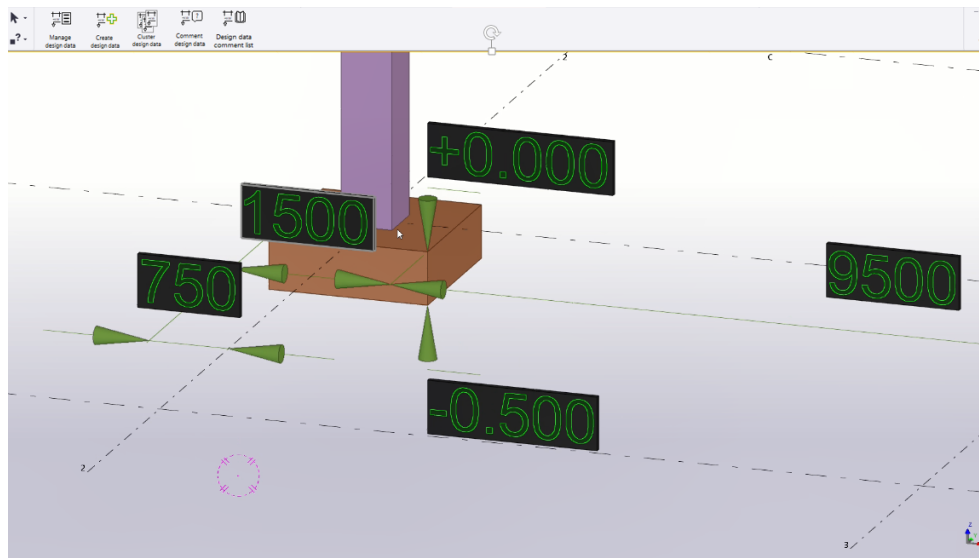 Manage
design data
Create
design data
Cluster
design data
Comment
design data
Design data
comment list
2
C
+0.000
1500
750
9500
-0.500
2
3
z